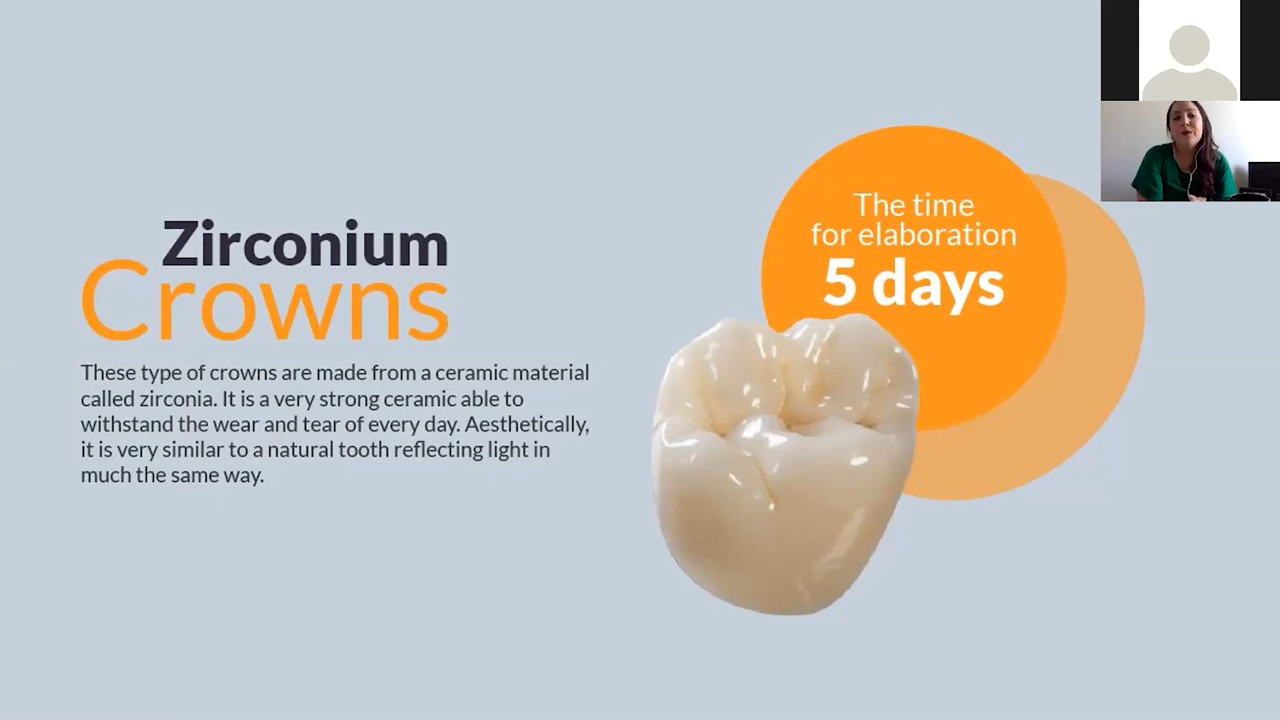 Zirconium
Crowns
These type of crowns are made from a ceramic material
called zirconia. It is a very strong ceramic able to
withstand the wear and tear of every day. Aesthetically,
it is very similar to a natural tooth reflecting light in
much the same way.
The time
for elaboration
5 days